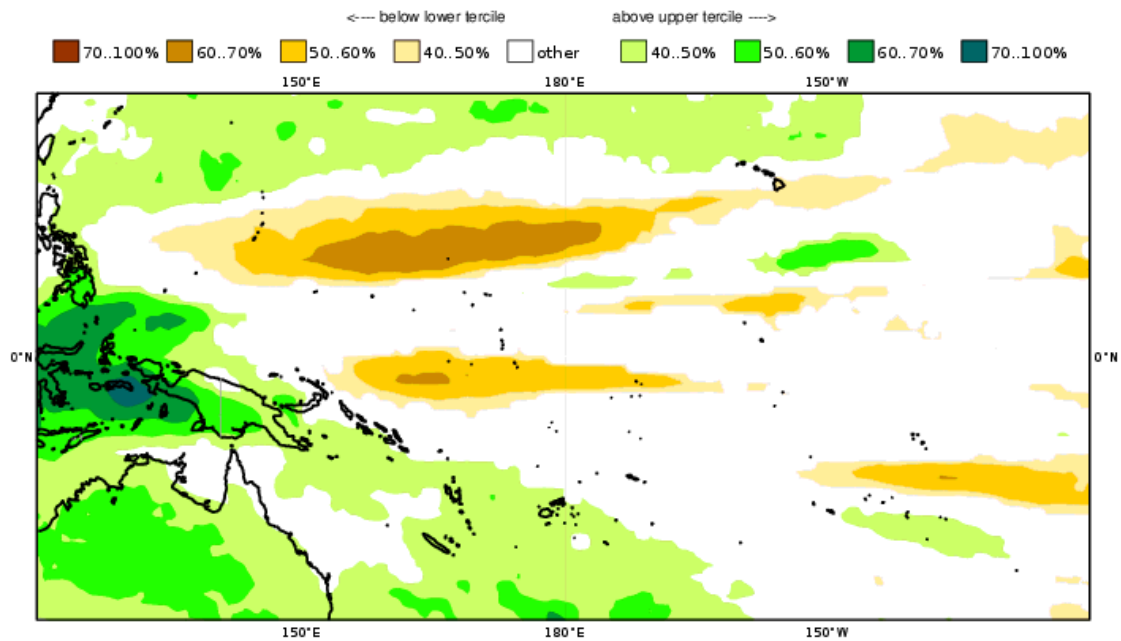 <---- below lower tercile above upper tercile ---->
70..100% 60..70% 50..60% 40..50% other 40..50% 50..60% 60..70% 70..100%
150°E 180°E 150°W
0°N 0°N
150°E 180°E 150°W